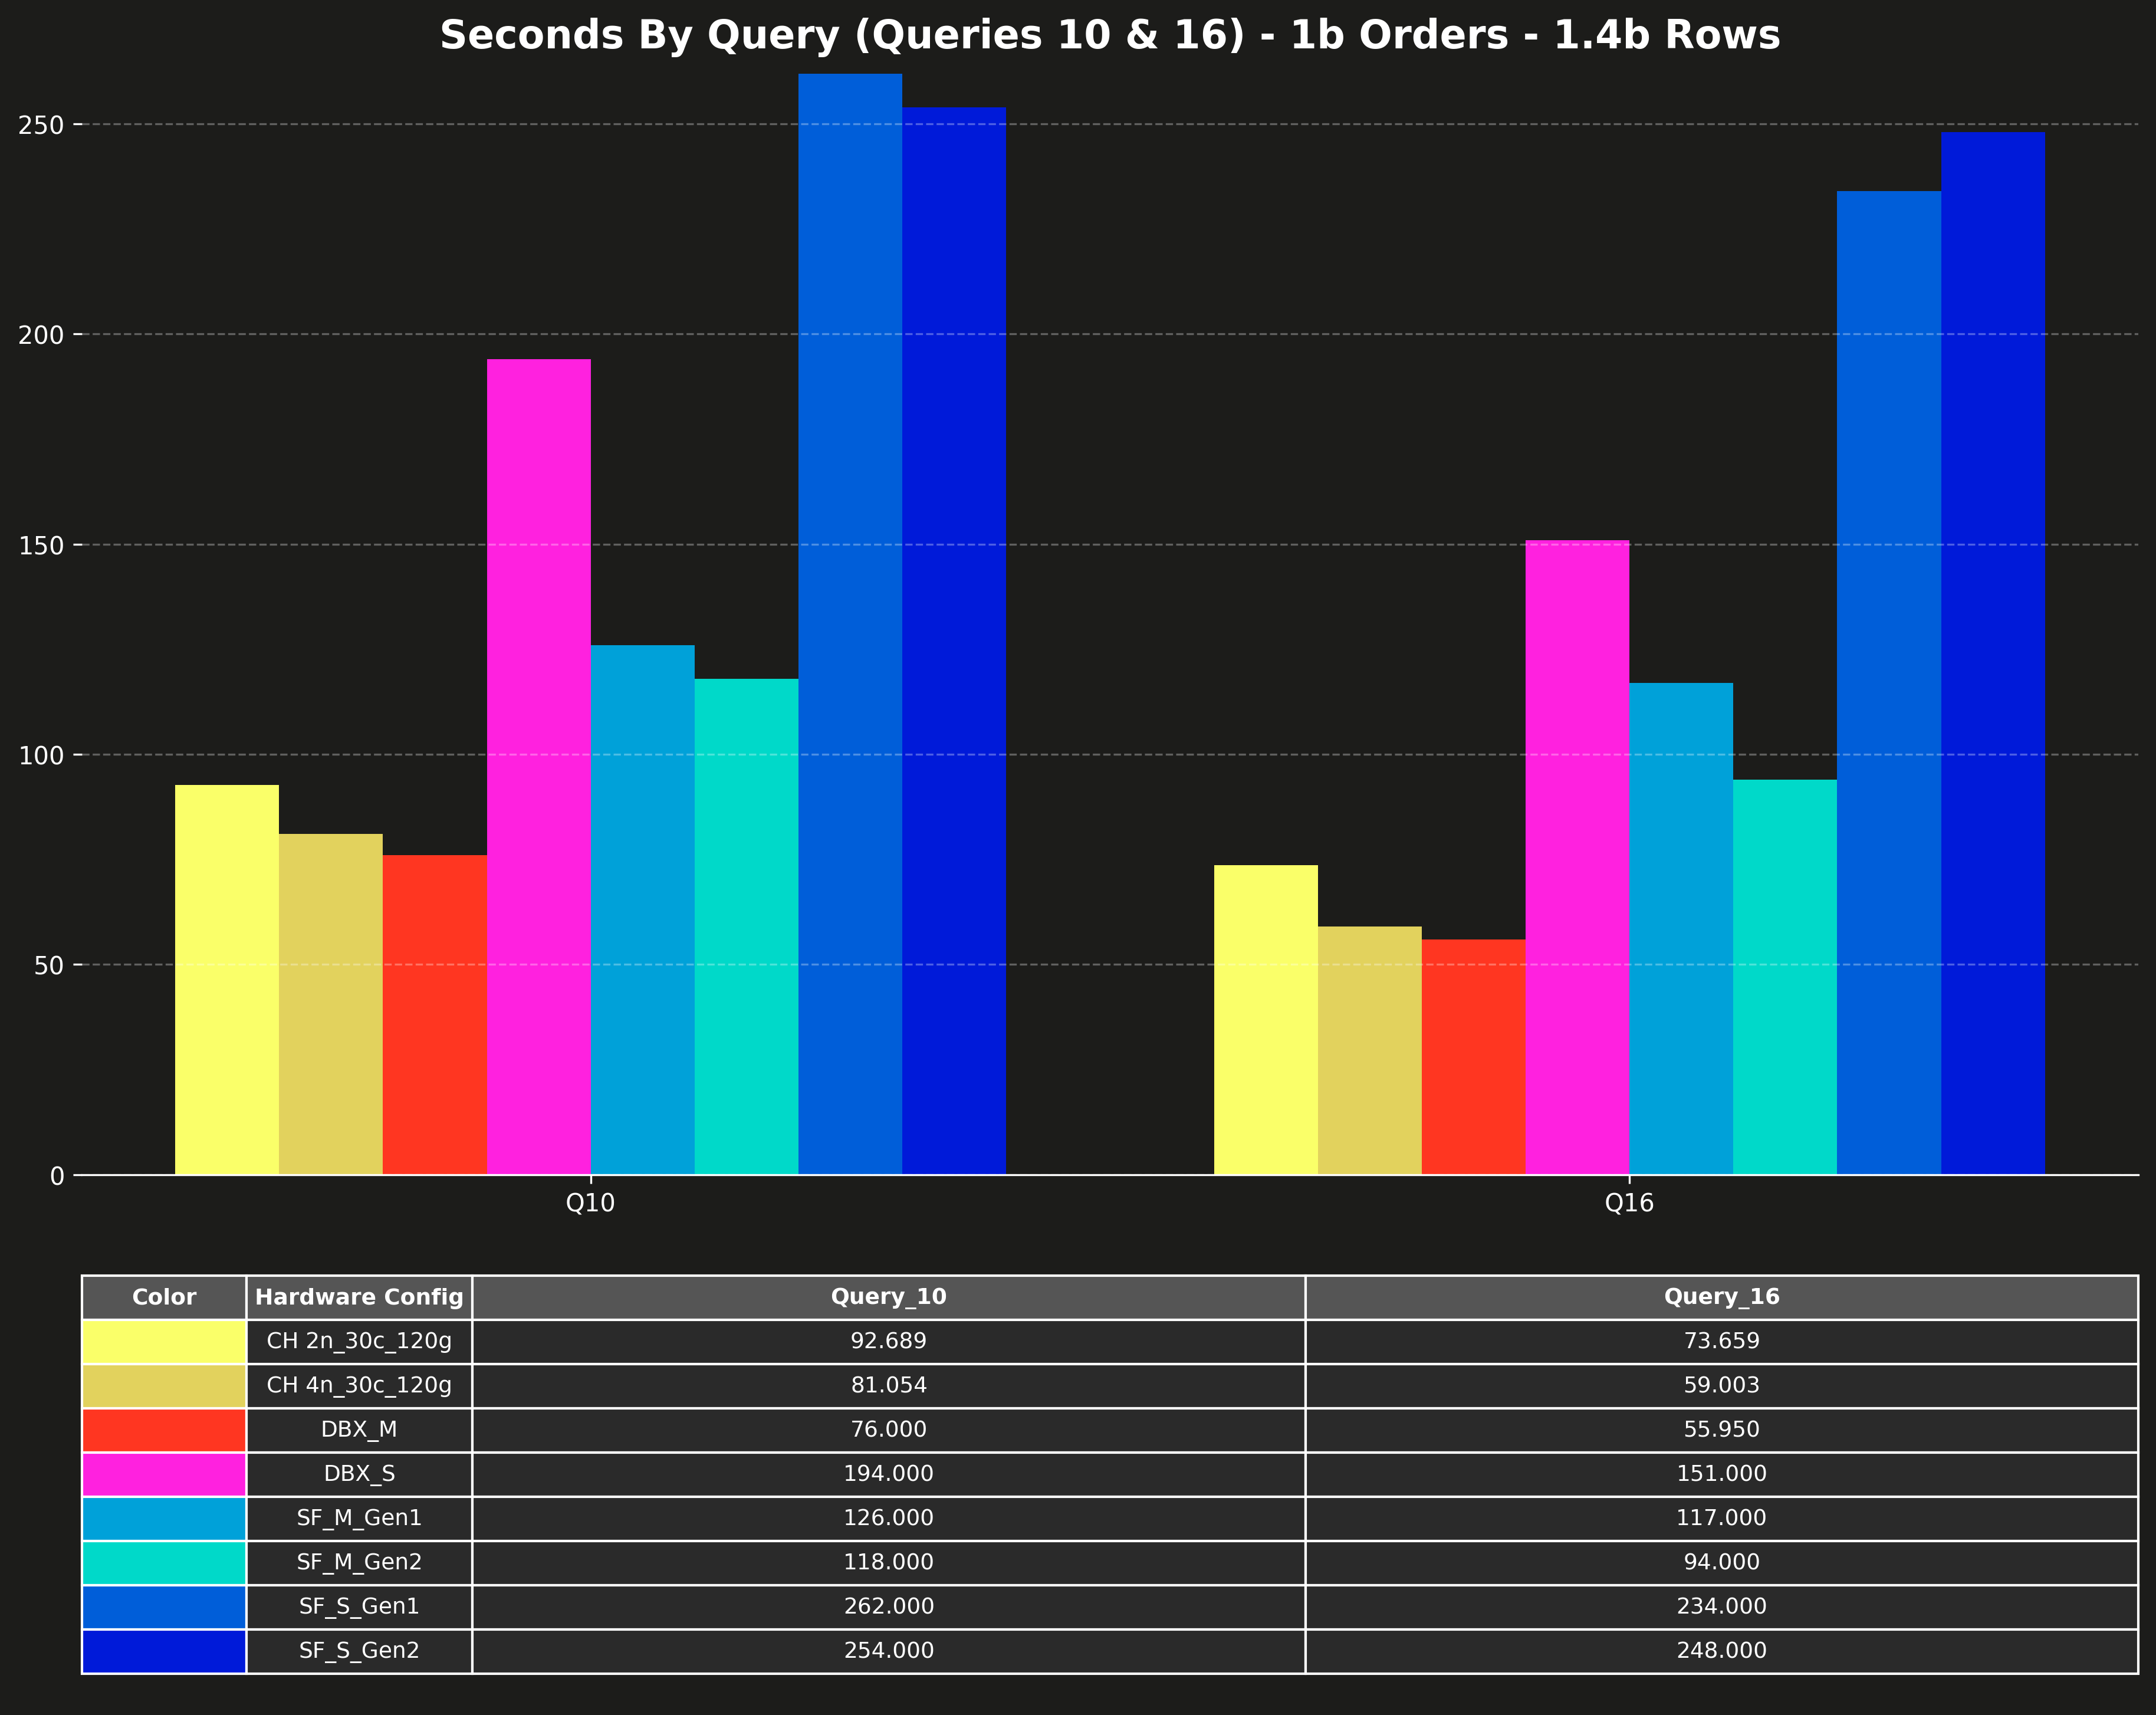 Seconds By Query (Queries 10 & 16) - 1b Orders - 1.4b Rows
250
200
150
100
50
0
Q10 Q16
Color Hardware Config Query_10 Query_16
CH 2n_30c_120g 92.689 73.659
CH 4n_30c_120g 81.054 59.003
DBX_M 76.000 55.950
DBX_S 194.000 151.000
SF_M_Gen1 126.000 117.000
SF_M_Gen2 118.000 94.000
SF_S_Gen1 262.000 234.000
SF_S_Gen2 254.000 248.000